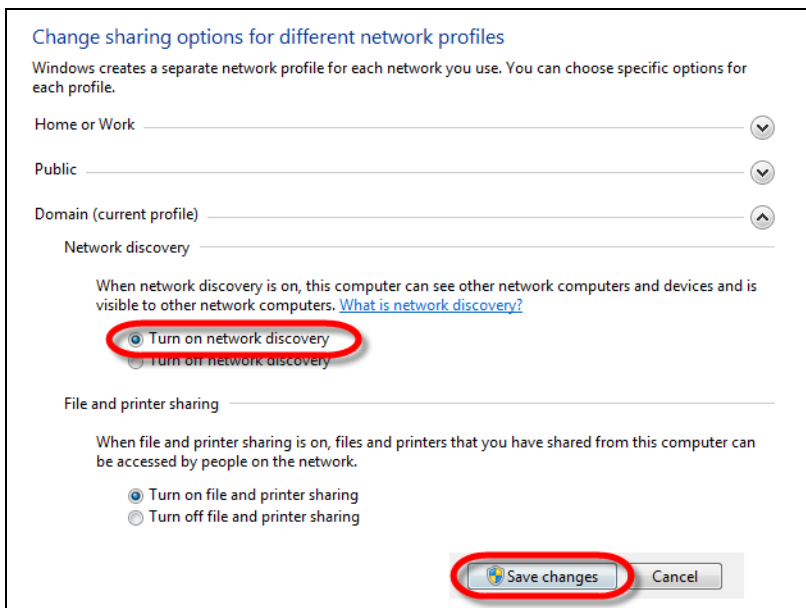 Change sharing options for different network profiles
Windows creates a separate network profile for each network you use. You can choose specific options for
each profile.
Home or Work
Public
Domain (current profile)
Network discovery
When network discovery is on, this computer can see other network computers and devices and is
visible to other network computers. What is network discovery?
Turn on network discovery
Turn off network discovery
File and printer sharing
When file and printer sharing is on, files and printers that you have shared from this computer can
be accessed by people on the network.
Turn on file and printer sharing
Turn off file and printer sharing
Save changes Cancel